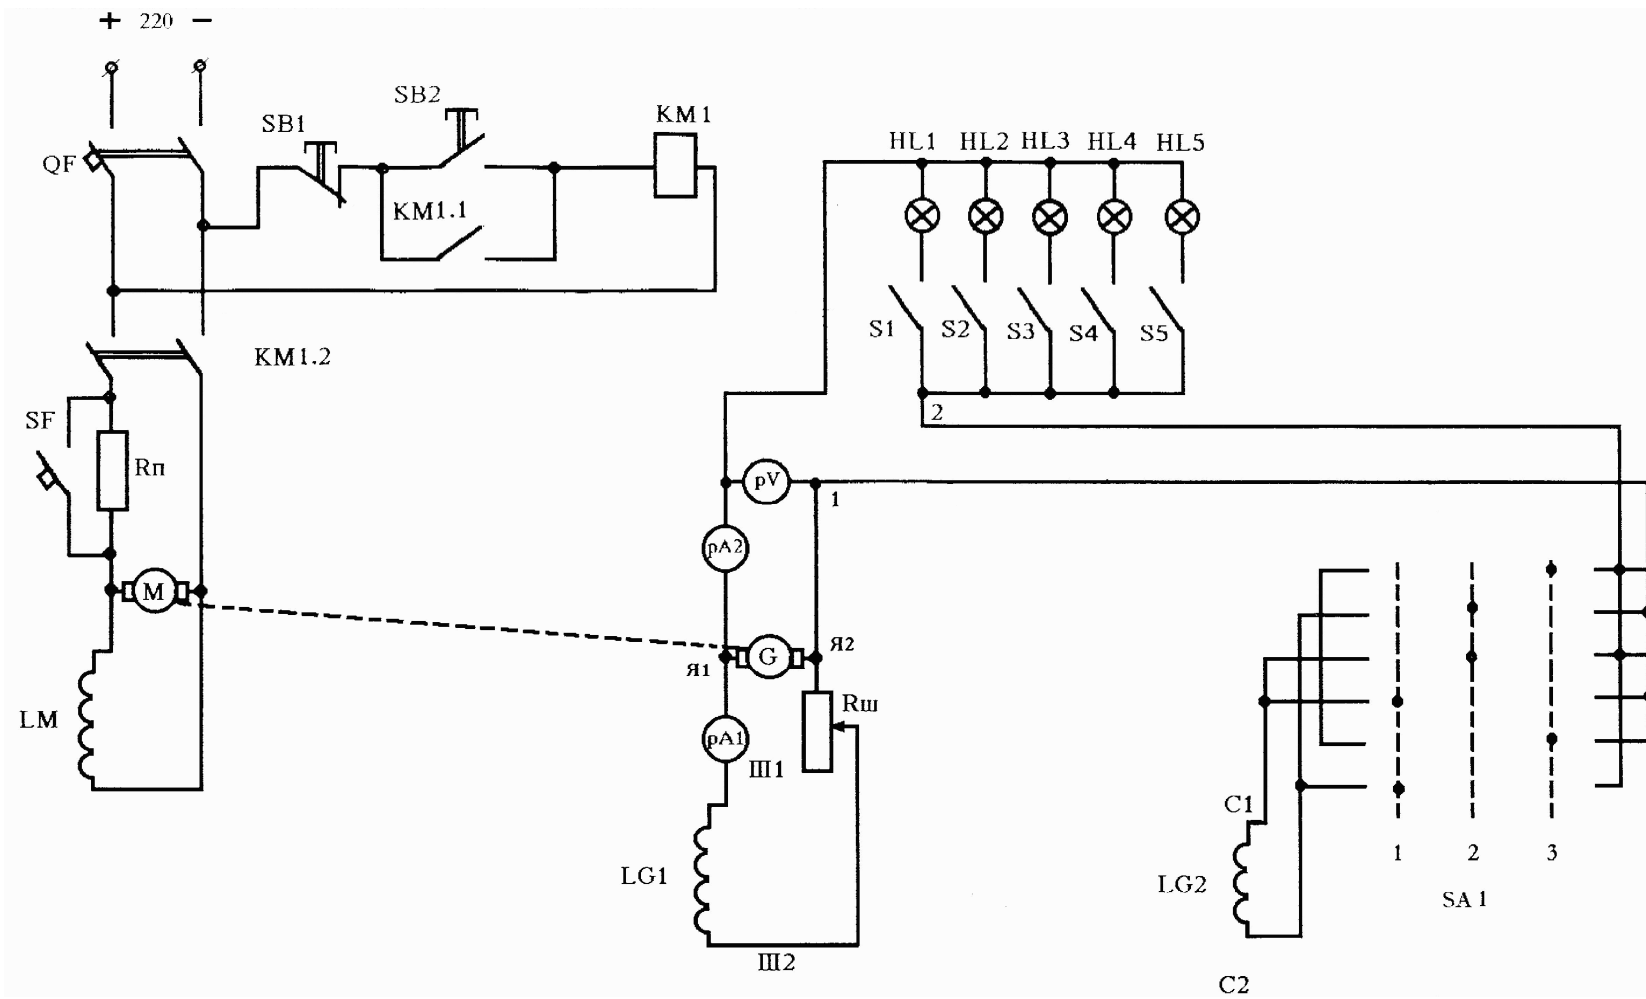 + 220 −
SB1
SB2
KM1
QF
KM1.1
HL1 HL2 HL3 HL4 HL5
S1 S2 S3 S4 S5
KM1.2
2
SF
Rп
pV
1
pA2
M
G
Я1
Я2
Rш
LM
pA1
Ш1
C1
LG1
LG2
1 2 3
SA1
Ш2
C2